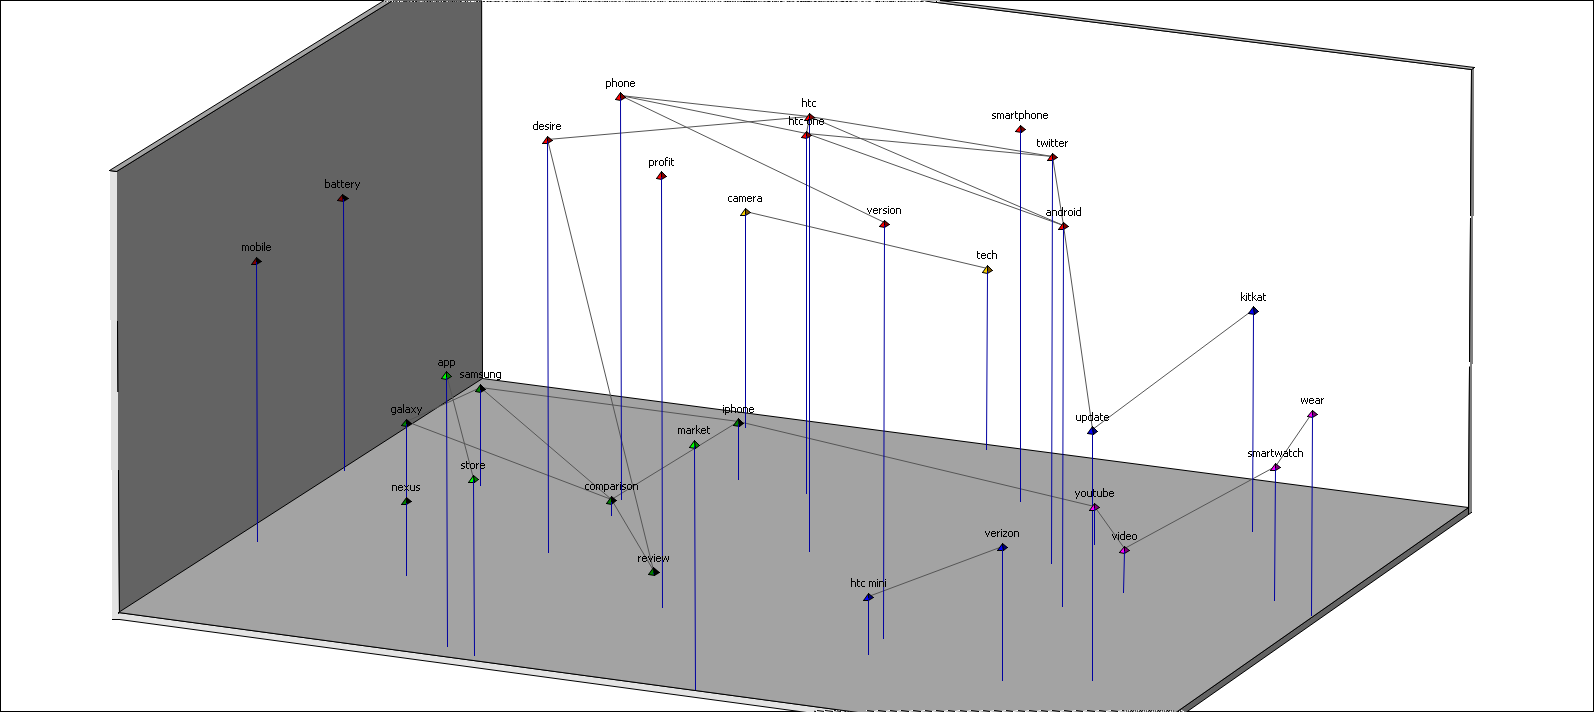 phone
htc
smartphone
htc one
desire
twitter
profit
battery
camera
version
android
mobile
tech
kitkat
app
samsung
wear
galaxy
iphone
update
market
smartwatch
store
nexus
comparison
youtube
verizon
video
review
htc mini